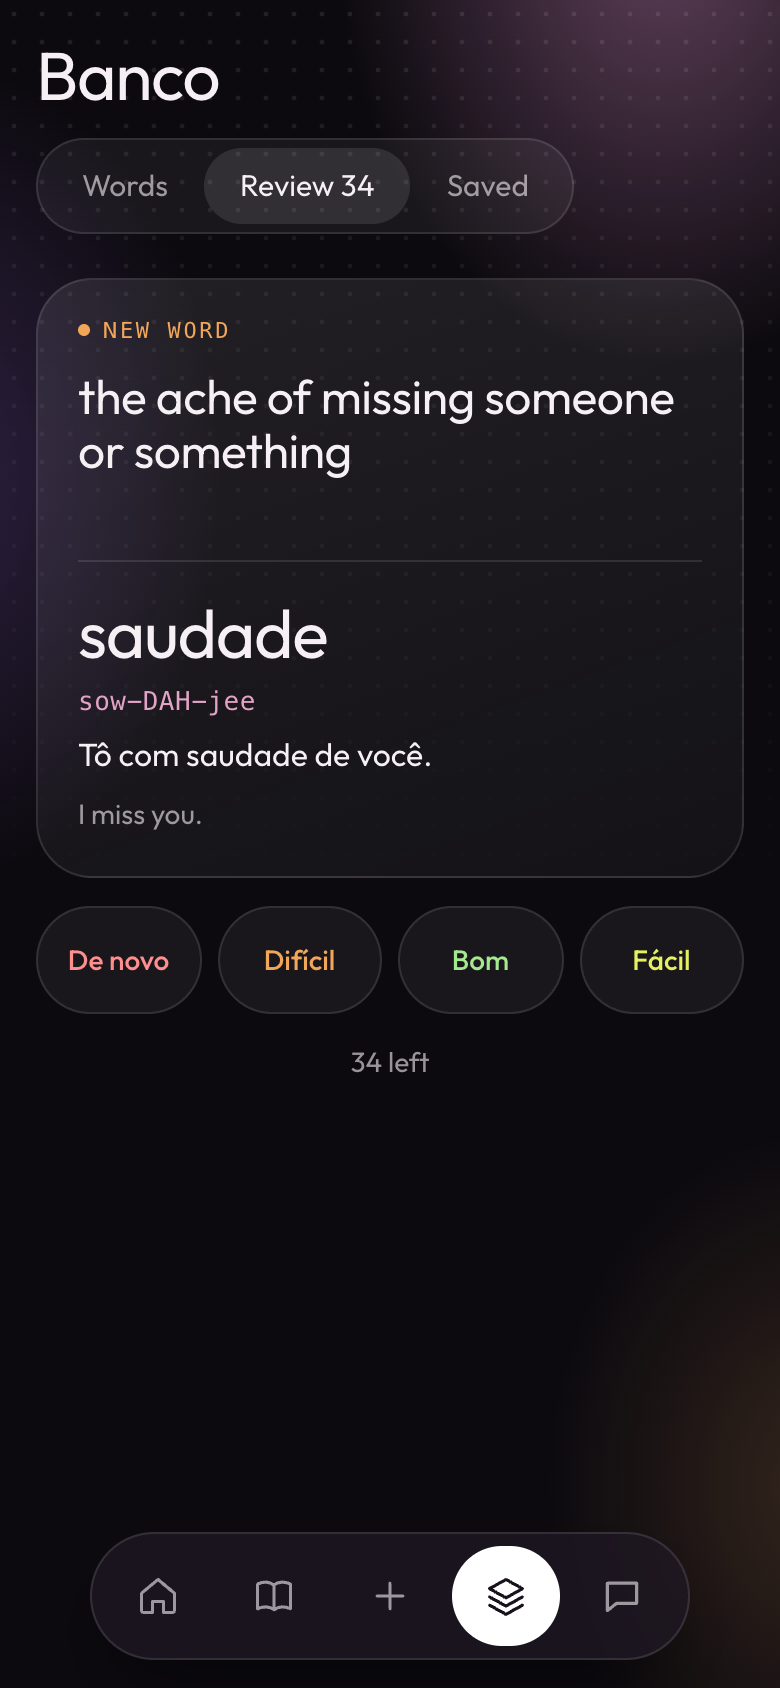 Banco
Words
Review 34
Saved
NEW WORD
the ache of missing someone
or something
saudade
sow–DAH–jee
Tô com saudade de você.
I miss you.
De novo
Difícil
Bom
Fácil
34 left